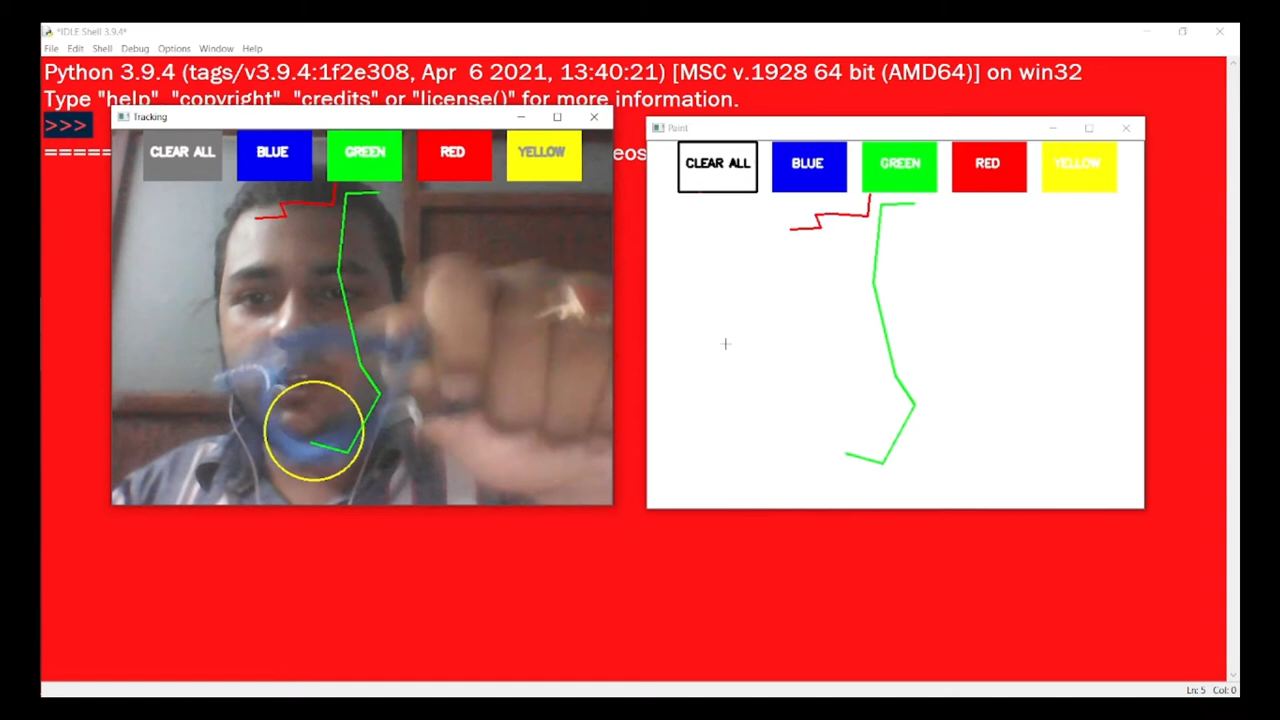 *IDLE Shell 3.9.4*
File Edit Shell Debug Options Window Help
Python 3.9.4 (tags/v3.9.4:1f2e308, Apr 6 2021, 13:40:21) [MSC v.1928 64 bit (AMD64)] on win32
Type "help", "copyright", "credits" or "license()" for more information.
>>>
===== eos
Tracking
CLEAR ALL BLUE GREEN RED YELLOW
Paint
CLEAR ALL BLUE GREEN RED YELLOW
Ln: 5 Col: 0